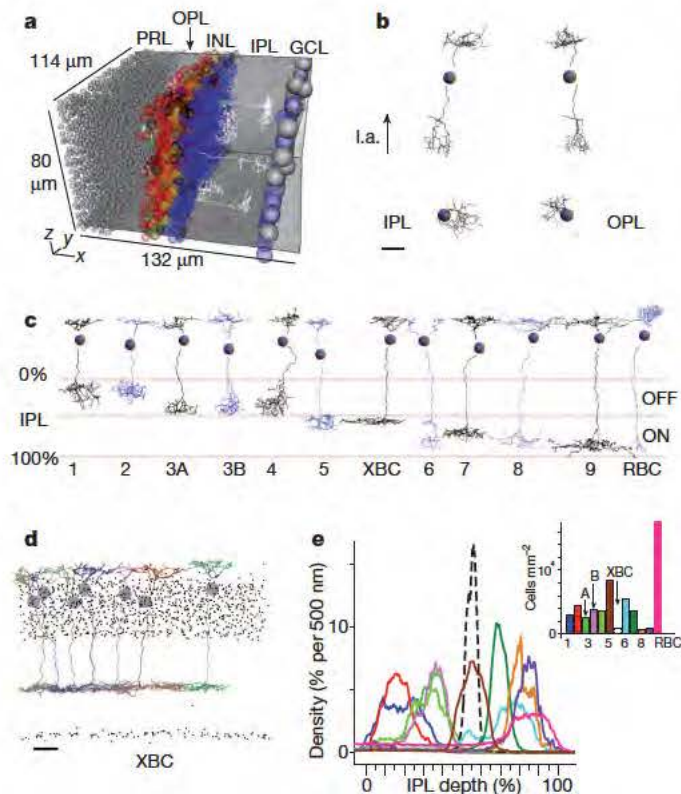 a
OPL
PRL INL IPL GCL
114 μm
80
μm
z y
x
132 μm
b
l.a.
IPL OPL
c
0%
OFF
IPL
ON
100%
1 2 3A 3B 4 5 XBC 6 7 8 9 RBC
d
XBC
e
Density (% per 500 nm)
10
0
0 IPL depth (%) 100
Cells mm⁻²
10⁴
0
A
B
XBC
1 3 5 6 8 RBC